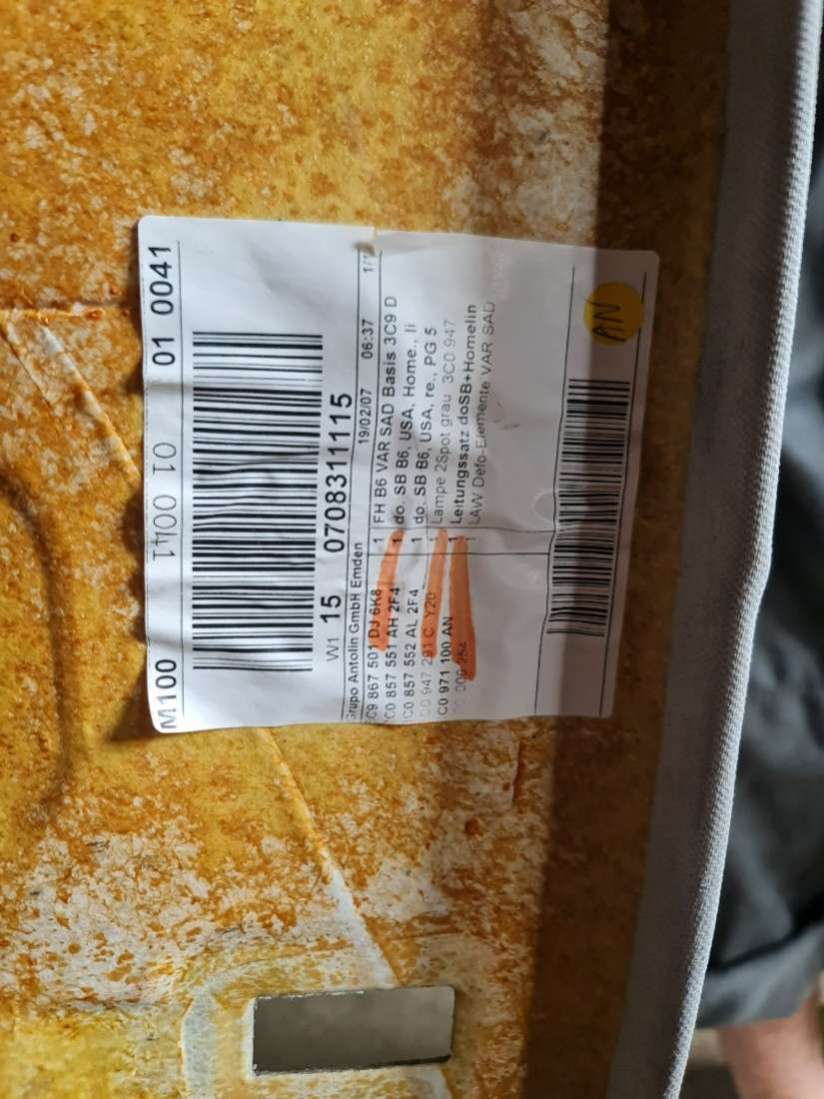 M100 01 0041 01 0041
W1 15 0708311115
Grupo Antolin GmbH Emden 19/02/07 06:37 1/1
3C9 867 501 DJ 6K8 1 FH B6 VAR SAD Basis 3C9 D
3C0 857 551 AH 2F4 1 do. SB B6, USA, Home., li
3C0 857 552 AL 2F4 1 do. SB B6, USA, re., PG 5
947 291 C Y20 1 Lampe 2Spot grau 3C0 947
C0 971 100 AN 1 Leitungssatz doSB+Homelin
LAW Defo-Elemente VAR SAD
AN